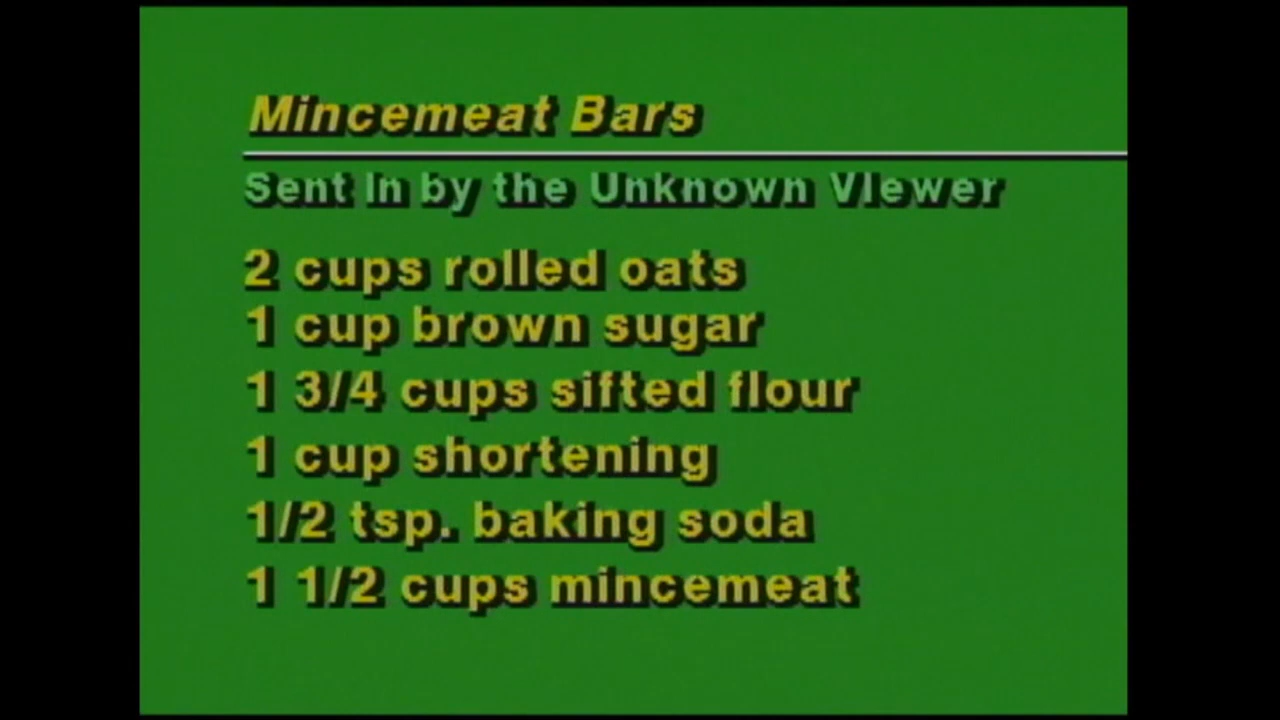 Mincemeat Bars
Sent In by the Unknown Viewer
2 cups rolled oats
1 cup brown sugar
1 3/4 cups sifted flour
1 cup shortening
1/2 tsp. baking soda
1 1/2 cups mincemeat